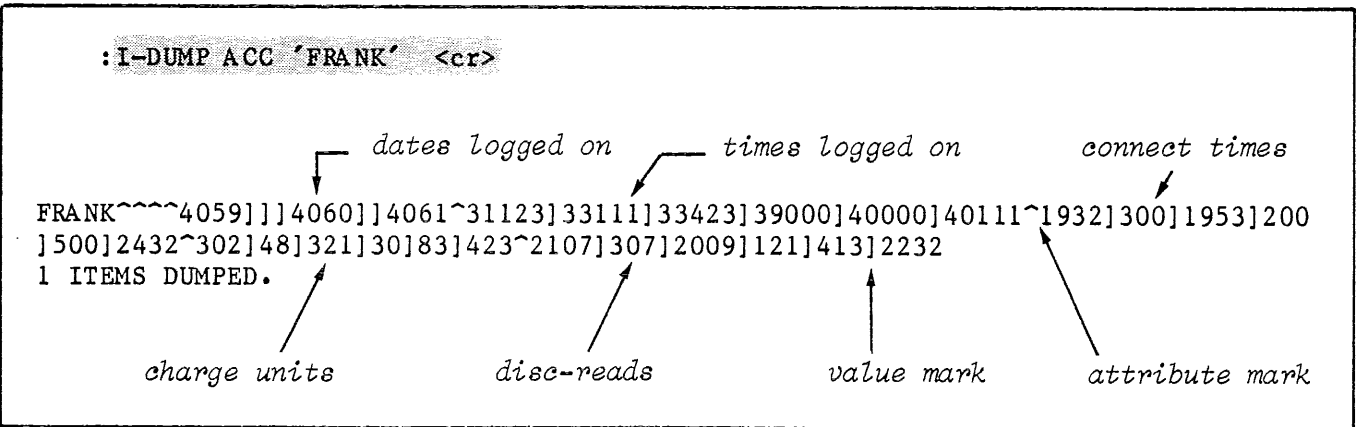 :I-DUMP ACC 'FRANK' <cr>
dates logged on times logged on connect times
FRANK^^^^4059]]]4060]]4061^31123]33111]33423]39000]40000]40111^1932]300]1953]200
]500]2432^302]48]321]30]83]423^2107]307]2009]121]413]2232
1 ITEMS DUMPED.
charge units disc-reads value mark attribute mark